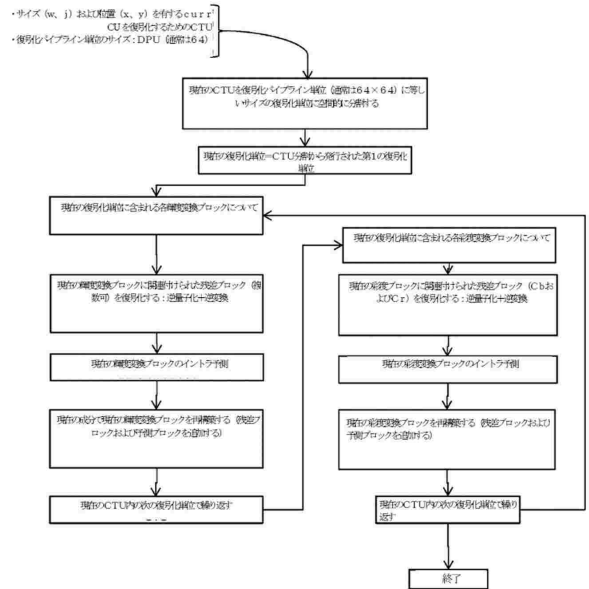 ・サイズ（w、j）および位置（x、y）を有するcurr
CUを復号化するためのCTU
・復号化パイプライン単位のサイズ：DPU（通常は64）
現在のCTUを復号化パイプライン単位（通常は64×64）に等し
いサイズの復号化単位に空間的に分割する
現在の復号化単位＝CTU分割から発行された第1の復号化
単位
現在の復号化単位に含まれる各輝度変換ブロックについて
現在の輝度変換ブロックに関連付けられた残差ブロック（複
数可）を復号化する：逆量子化＋逆変換
現在の輝度変換ブロックのイントラ予測
現在の成分で現在の輝度変換ブロックを再構築する（残差ブ
ロックおよび予測ブロックを追加する）
現在のCTU内の次の復号化単位で繰り返す
現在の復号化単位に含まれる各彩度変換ブロックについて
現在の彩度ブロックに関連付けられた残差ブロック（Cbお
よびCr）を復号化する：逆量子化＋逆変換
現在の彩度変換ブロックのイントラ予測
現在の彩度変換ブロックを再構築する（残差ブロックおよび
予測ブロックを追加する）
現在のCTU内の次の復号化単位で繰り
返す
終了